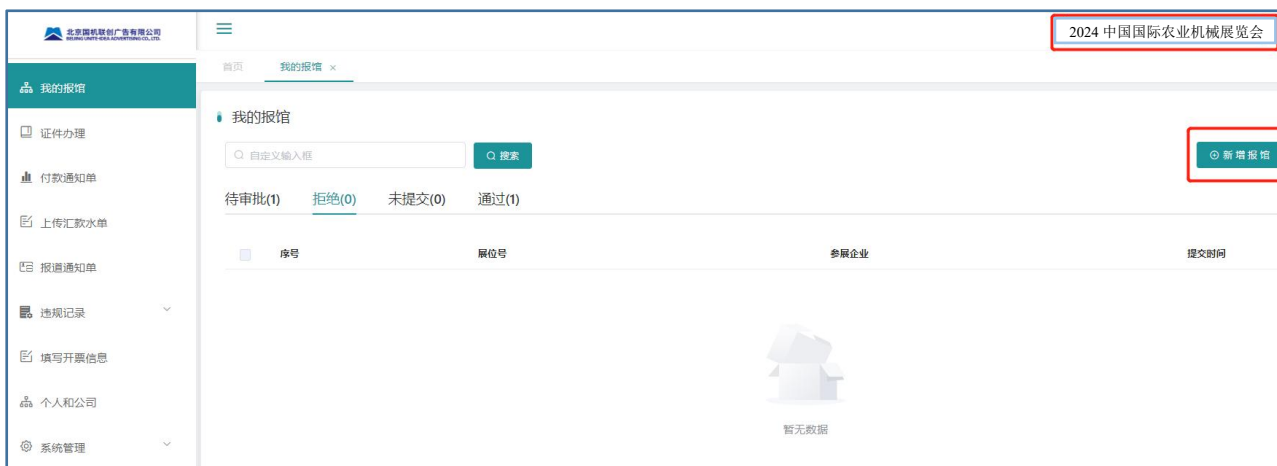 北京国机联创广告有限公司
BEIJING UNITE-IDEA ADVERTISING CO.,LTD.
2024 中国国际农业机械展览会
首页 我的报馆 ×
我的报馆
证件办理
付款通知单
上传汇款水单
报道通知单
违规记录
填写开票信息
个人和公司
系统管理
我的报馆
自定义输入框 搜索
新增报馆
待审批(1) 拒绝(0) 未提交(0) 通过(1)
序号 展位号 参展企业 提交时间
暂无数据